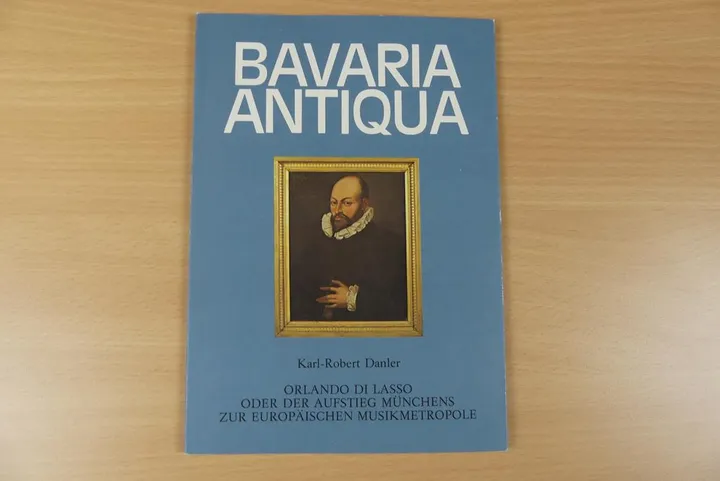 BAVARIA
ANTIQUA
Karl-Robert Danler
ORLANDO DI LASSO
ODER DER AUFSTIEG MÜNCHENS
ZUR EUROPÄISCHEN MUSIKMETROPOLE